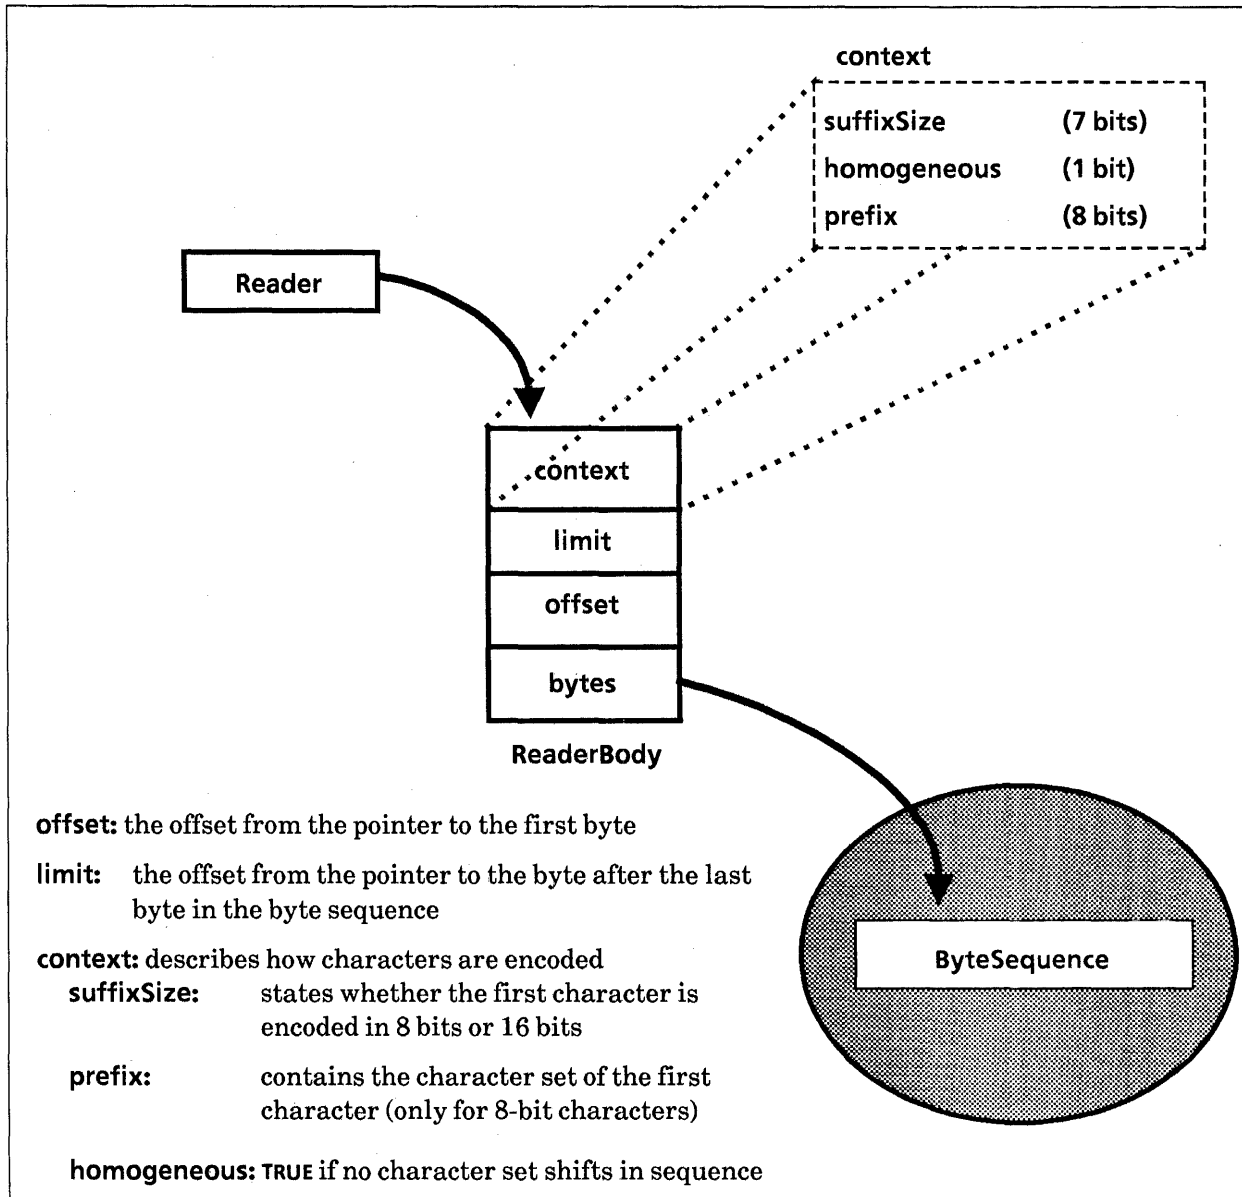 context
suffixSize (7 bits)
homogeneous (1 bit)
prefix (8 bits)
Reader
context
limit
offset
bytes
ReaderBody
ByteSequence
offset: the offset from the pointer to the first byte
limit: the offset from the pointer to the byte after the last
byte in the byte sequence
context: describes how characters are encoded
suffixSize: states whether the first character is
encoded in 8 bits or 16 bits
prefix: contains the character set of the first
character (only for 8-bit characters)
homogeneous: TRUE if no character set shifts in sequence